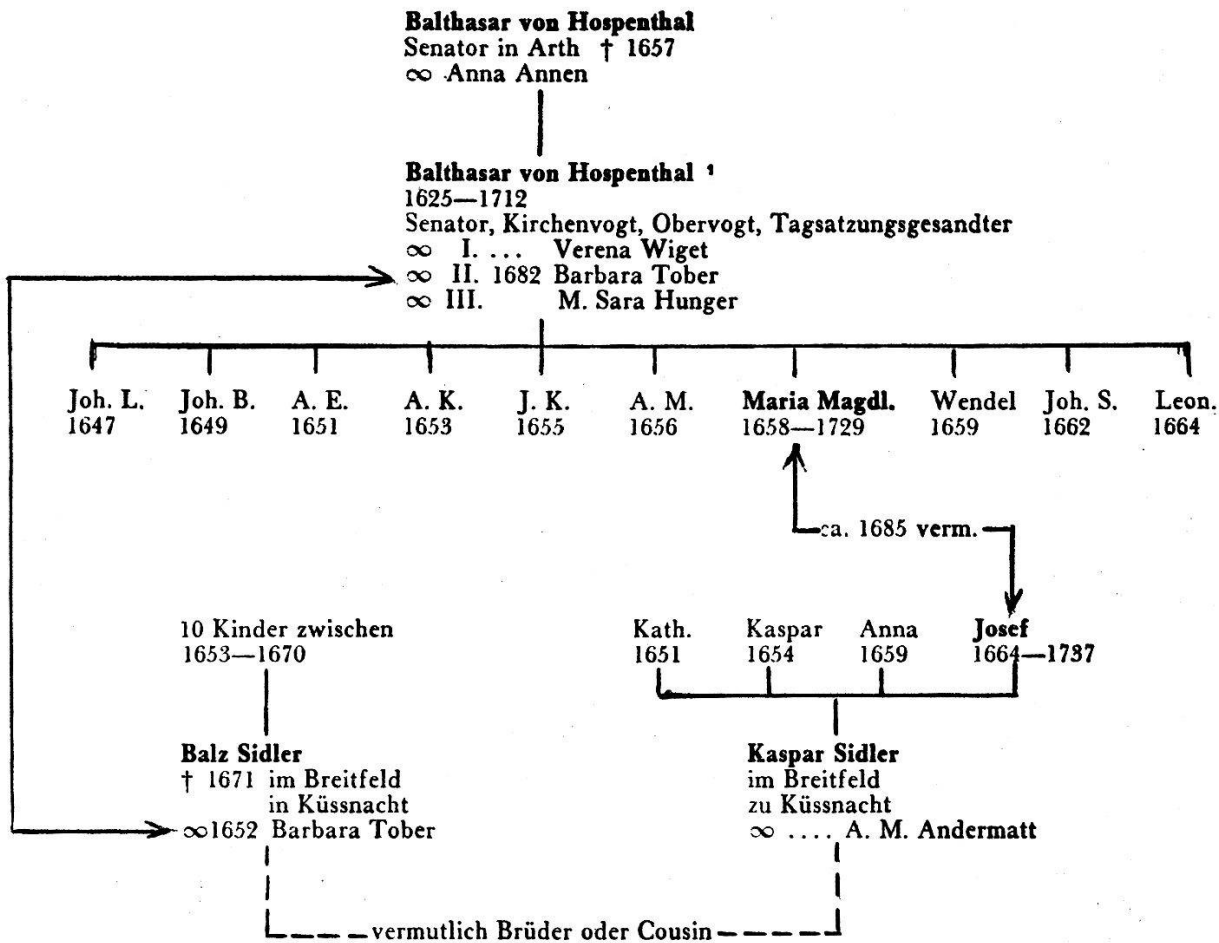 Balthasar von Hospenthal
Senator in Arth † 1657
∞ Anna Annen
Balthasar von Hospenthal ¹
1625—1712
Senator, Kirchenvogt, Obervogt, Tagsatzungsgesandter
∞ I. ... Verena Wiget
∞ II. 1682 Barbara Tober
∞ III. M. Sara Hunger
Joh. L. Joh. B. A. E. A. K. J. K. A. M. Maria Magdl. Wendel Joh. S. Leon.
1647 1649 1651 1653 1655 1656 1658—1729 1659 1662 1664
ca. 1685 verm.
10 Kinder zwischen
1653—1670
Kath. Kaspar Anna Josef
1651 1654 1659 1664—1737
Balz Sidler
† 1671 im Breitfeld
in Küssnacht
∞1652 Barbara Tober
Kaspar Sidler
im Breitfeld
zu Küssnacht
∞ .... A. M. Andermatt
vermutlich Brüder oder Cousin